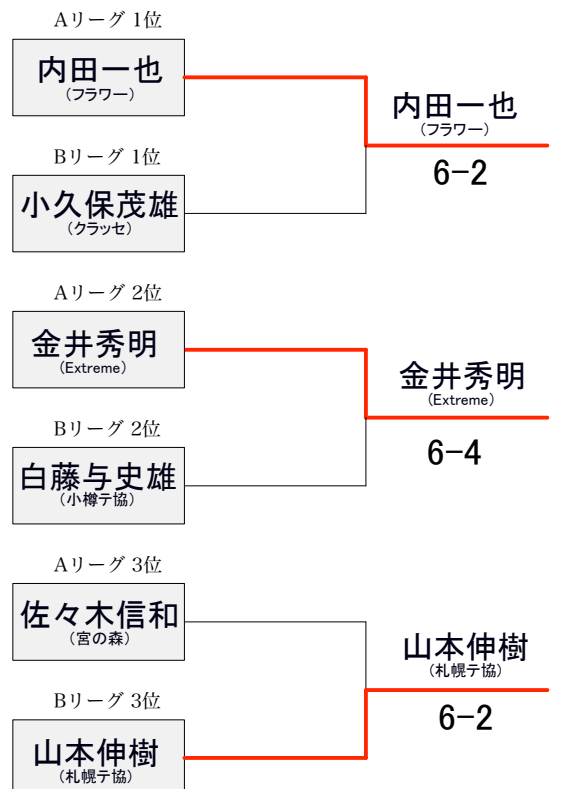 Aリーグ 1位
内田一也
(フラワー)
内田一也
(フラワー)
6-2
Bリーグ 1位
小久保茂雄
(クラッセ)
Aリーグ 2位
金井秀明
(Extreme)
金井秀明
(Extreme)
6-4
Bリーグ 2位
白藤与史雄
(小樽テ協)
Aリーグ 3位
佐々木信和
(宮の森)
山本伸樹
(札幌テ協)
6-2
Bリーグ 3位
山本伸樹
(札幌テ協)